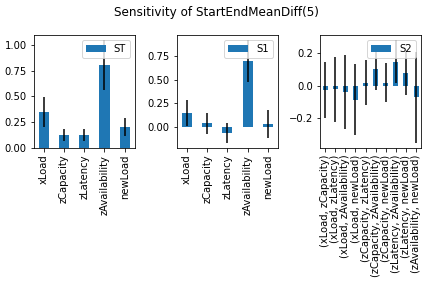 Sensitivity of StartEndMeanDiff(5)
ST
1.00
0.75
0.50
0.25
0.00
xLoad
zCapacity
zLatency
zAvailability
newLoad
S1
0.75
0.50
0.25
0.00
xLoad
zCapacity
zLatency
zAvailability
newLoad
S2
0.2
0.0
−0.2
(xLoad, zCapacity)
(xLoad, zLatency)
(xLoad, zAvailability)
(xLoad, newLoad)
(zCapacity, zLatency)
(zCapacity, zAvailability)
(zCapacity, newLoad)
(zLatency, zAvailability)
(zLatency, newLoad)
(zAvailability, newLoad)